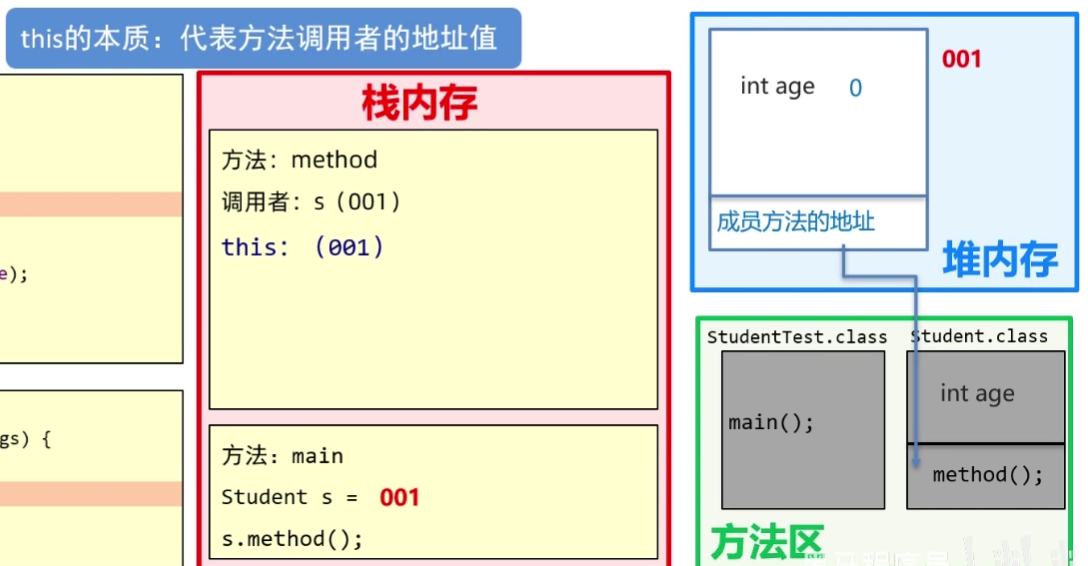 this的本质：代表方法调用者的地址值
e);
gs) {
栈内存
方法：method
调用者：s（001）
this：（001）
方法：main
Student s = 001
s.method();
int age 0
001
成员方法的地址
堆内存
StudentTest.class
main();
Student.class
int age
method();
方法区